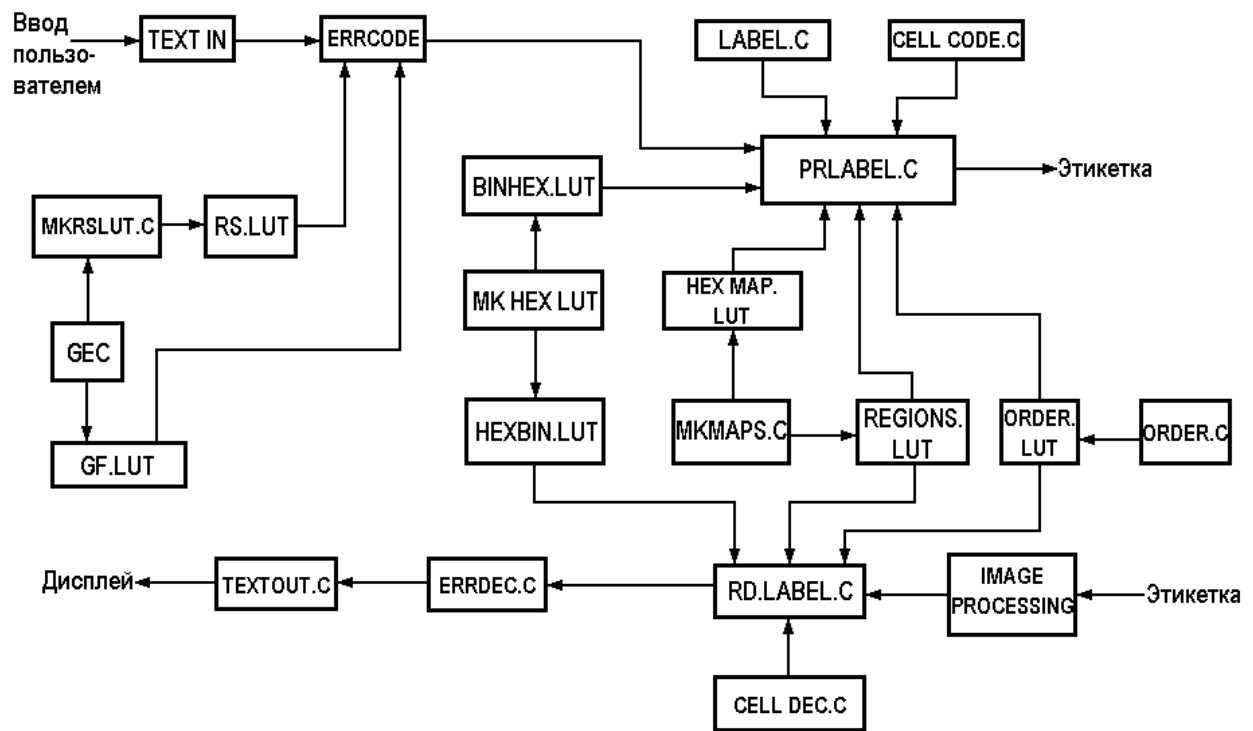 Ввод
пользо-
вателем
TEXT IN
ERRCODE
LABEL.C
CELL CODE.C
PRLABEL.C
Этикетка
BINHEX.LUT
MKRSLUT.C
RS.LUT
MK HEX LUT
HEX MAP.
LUT
GEC
GF.LUT
HEXBIN.LUT
MKMAPS.C
REGIONS.
LUT
ORDER.
LUT
ORDER.C
Дисплей
TEXTOUT.C
ERRDEC.C
RD.LABEL.C
IMAGE
PROCESSING
Этикетка
CELL DEC.C